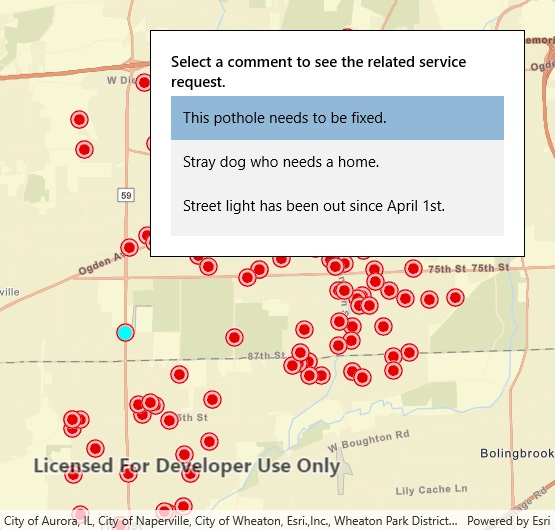 Select a comment to see the related service
request.
This pothole needs to be fixed.
Stray dog who needs a home.
Street light has been out since April 1st.
W Di
59
Ogden A
75th St 75th St
ville
87th St
5th St
W Boughton Rd
Bolingbrook
Licensed For Developer Use Only
Lily Cache Ln
City of Aurora, IL, City of Naperville, City of Wheaton, Esri.,Inc., Wheaton Park District... Powered by Esri